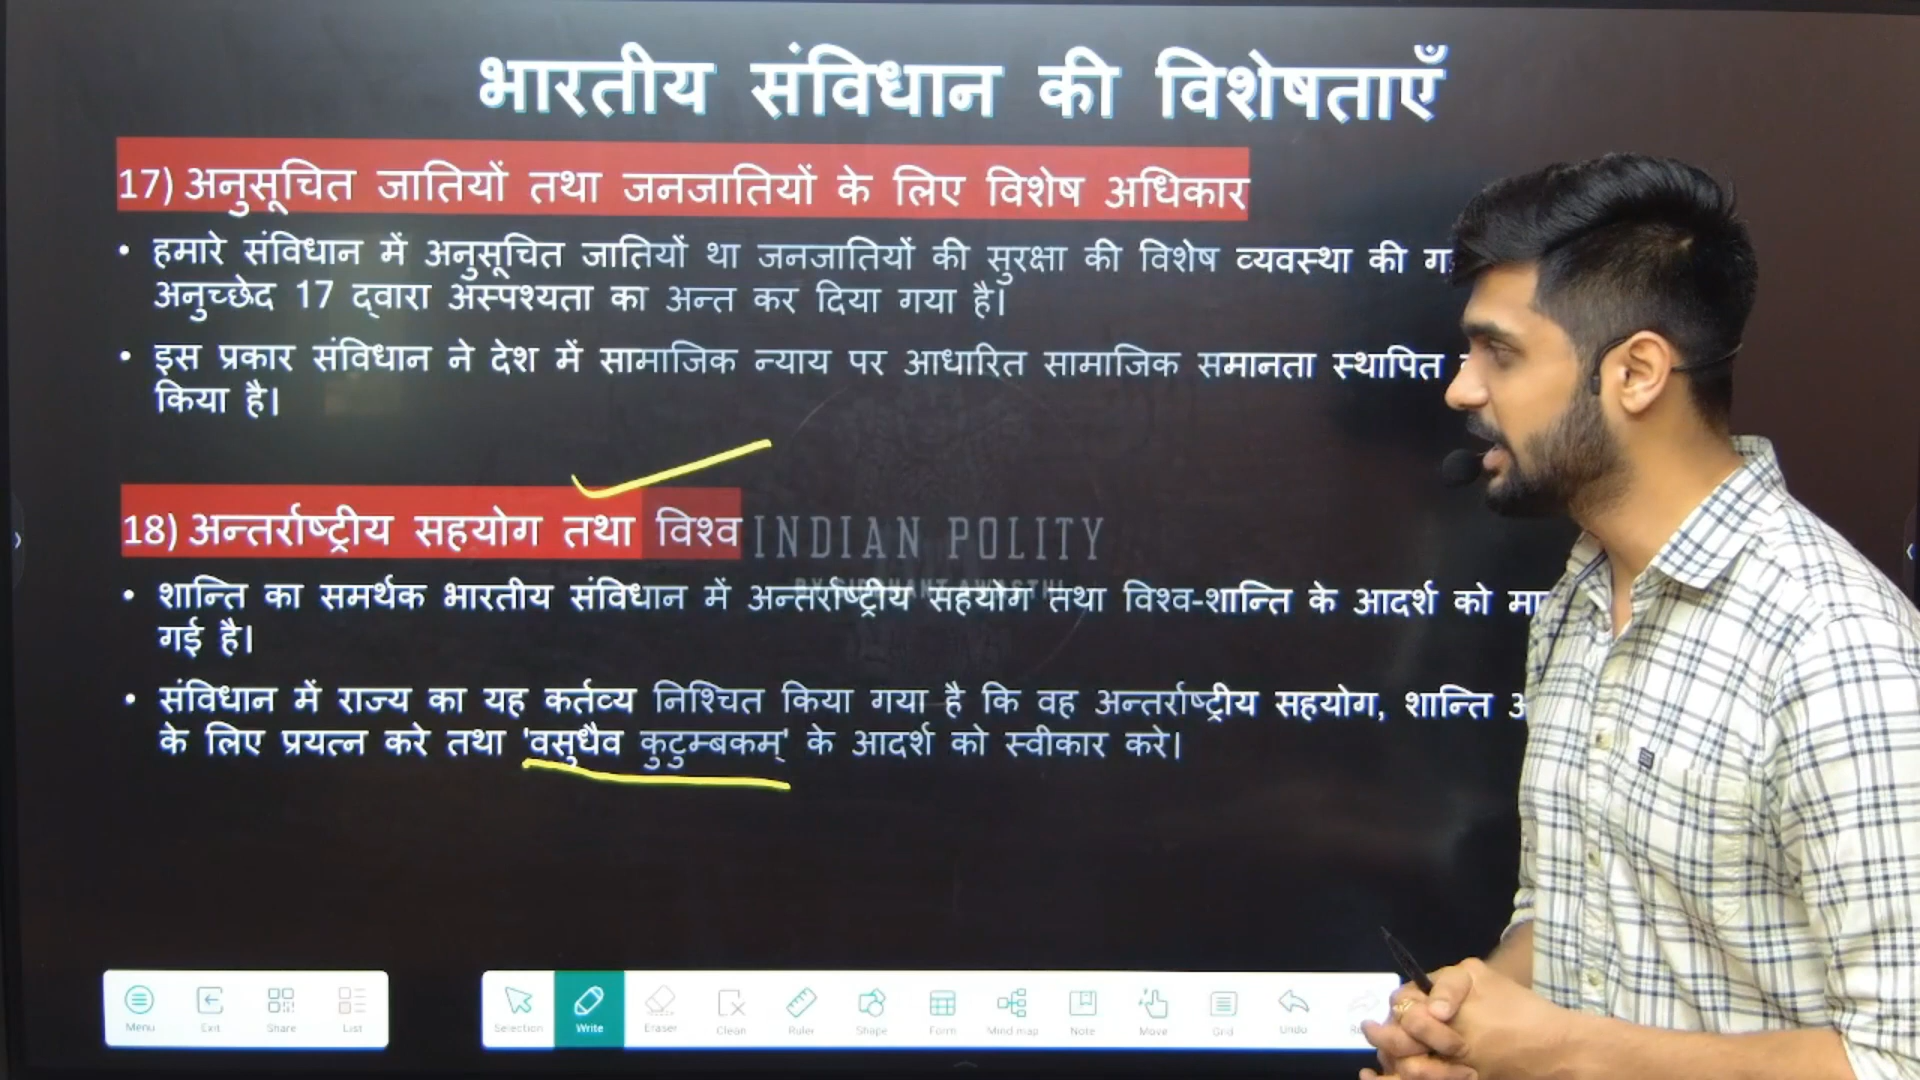 भारतीय संविधान की विशेषताएँ
17) अनुसूचित जातियों तथा जनजातियों के लिए विशेष अधिकार
• हमारे संविधान में अनुसूचित जातियों था जनजातियों की सुरक्षा की विशेष व्यवस्था की
अनुच्छेद 17 द्वारा अस्पश्यता का अन्त कर दिया गया है।
• इस प्रकार संविधान ने देश में सामाजिक न्याय पर आधारित सामाजिक समानता स्थापित
किया है।
18) अन्तर्राष्ट्रीय सहयोग तथा विश्व
INDIAN POLITY
BY SIDDHANT AWASTHI
• शान्ति का समर्थक भारतीय संविधान में अन्तर्राष्ट्रीय सहयोग तथा विश्व-शान्ति के आदर्श को
गई है।
• संविधान में राज्य का यह कर्तव्य निश्चित किया गया है कि वह अन्तर्राष्ट्रीय सहयोग, शान्ति
के लिए प्रयत्न करे तथा 'वसुधैव कुटुम्बकम्' के आदर्श को स्वीकार करे।
Menu Exit Share List Selection Write Eraser Clean Ruler Shape Form Mind map Note Move Grid Undo